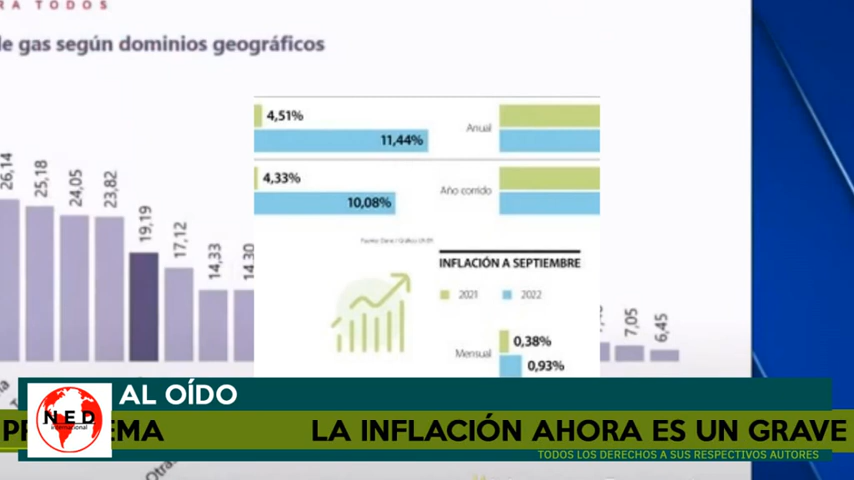 RA TODOS
de gas según dominios geográficos
26,14
25,18
24,05
23,82
19,19
17,12
14,33
14,30
7,05
6,45
4,51%
11,44%
Anual
4,33%
10,08%
Año corrido
INFLACIÓN A SEPTIEMBRE
2021
2022
Mensual
0,38%
0,93%
Otra
NED
international
AL OÍDO
LA INFLACIÓN AHORA ES UN GRAVE
TODOS LOS DERECHOS A SUS RESPECTIVOS AUTORES